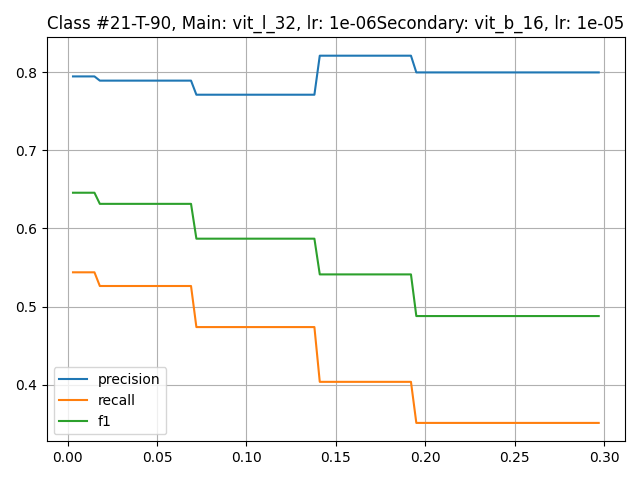 Class #21-T-90, Main: vit_l_32, lr: 1e-06Secondary: vit_b_16, lr: 1e-05
0.8
0.7
0.6
0.5
0.4
precision
recall
f1
0.00 0.05 0.10 0.15 0.20 0.25 0.30